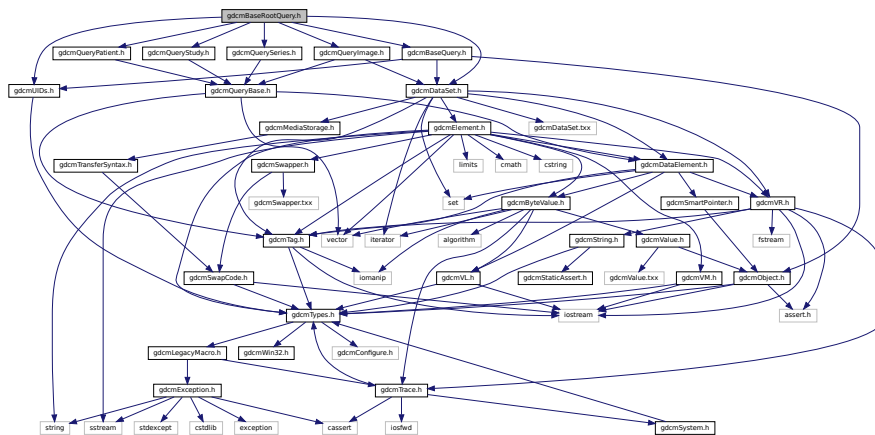 gdcmBaseRootQuery.h
gdcmQueryPatient.h
gdcmQueryStudy.h
gdcmQuerySeries.h
gdcmQueryImage.h
gdcmBaseQuery.h
gdcmUIDs.h
gdcmQueryBase.h
gdcmDataSet.h
gdcmMediaStorage.h
gdcmElement.h
gdcmDataSet.txx
gdcmTransferSyntax.h
gdcmSwapper.h
limits
cmath
cstring
gdcmDataElement.h
gdcmSwapper.txx
set
gdcmByteValue.h
gdcmSmartPointer.h
gdcmVR.h
gdcmTag.h
vector
iterator
algorithm
gdcmString.h
gdcmValue.h
fstream
gdcmSwapCode.h
iomanip
gdcmVL.h
gdcmStaticAssert.h
gdcmValue.txx
gdcmVM.h
gdcmObject.h
gdcmTypes.h
iostream
assert.h
gdcmLegacyMacro.h
gdcmWin32.h
gdcmConfigure.h
gdcmException.h
gdcmTrace.h
string
sstream
stdexcept
cstdlib
exception
cassert
iosfwd
gdcmSystem.h